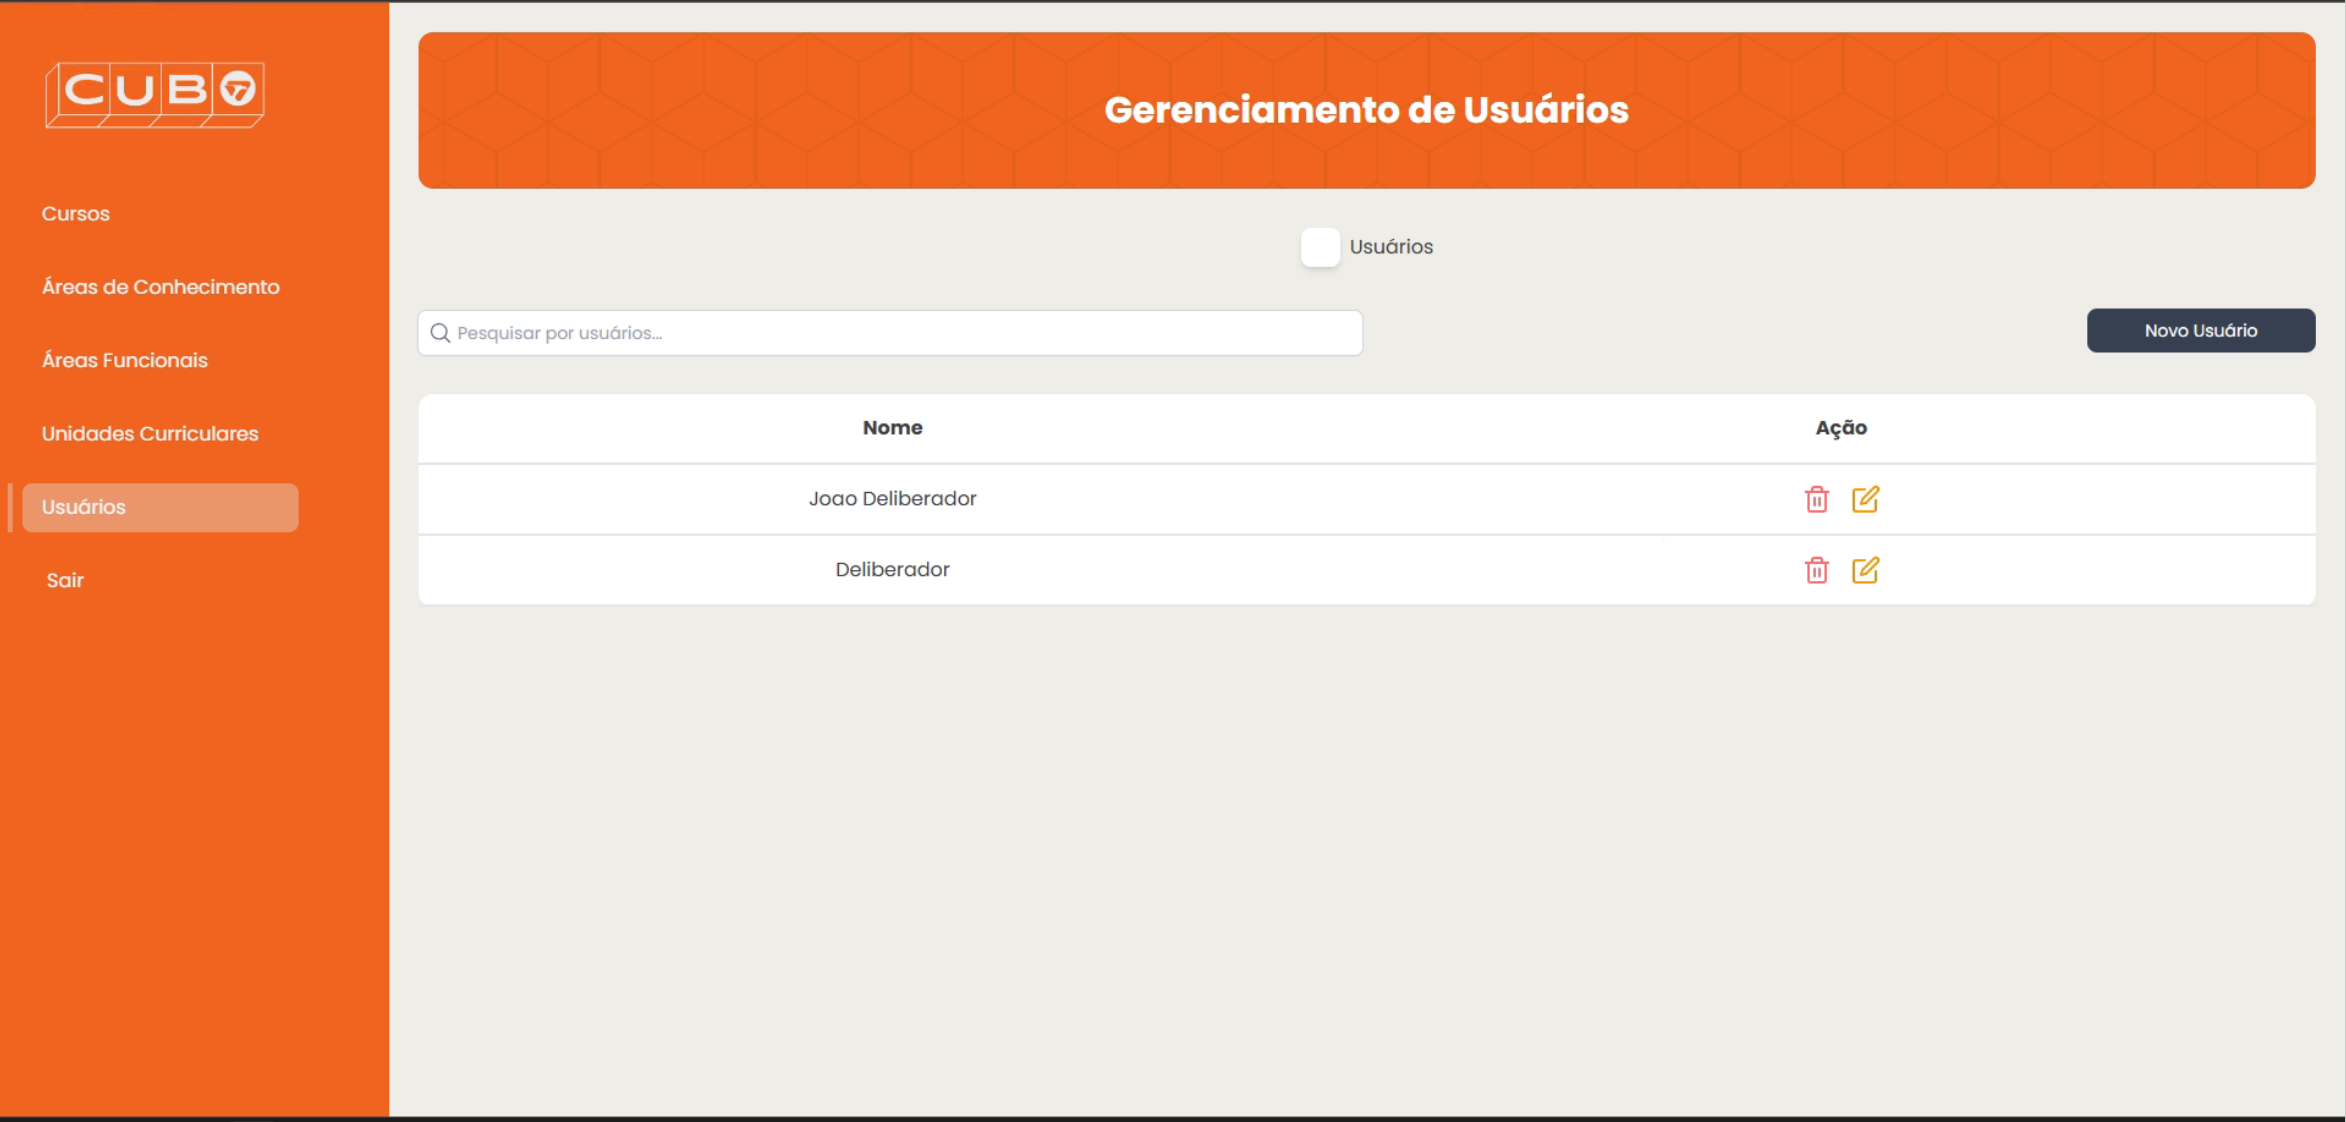 CUBO
Cursos
Áreas de Conhecimento
Áreas Funcionais
Unidades Curriculares
Usuários
Sair
Gerenciamento de Usuários
Usuários
Pesquisar por usuários...
Novo Usuário
Nome Ação
Joao Deliberador
Deliberador